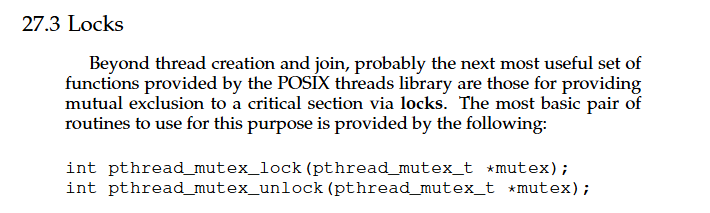 27.3 Locks
Beyond thread creation and join, probably the next most useful set of
functions provided by the POSIX threads library are those for providing
mutual exclusion to a critical section via locks. The most basic pair of
routines to use for this purpose is provided by the following:
int pthread_mutex_lock(pthread_mutex_t *mutex);
int pthread_mutex_unlock(pthread_mutex_t *mutex);